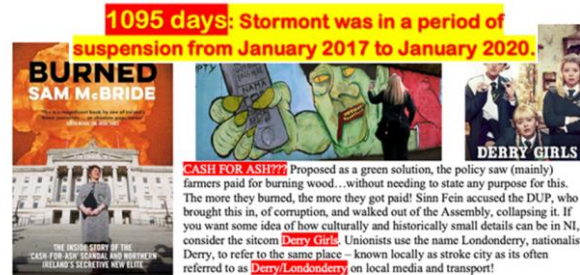 1095 days: Stormont was in a period of
suspension from January 2017 to January 2020.
BURNED
SAM McBRIDE
THE INSIDE STORY OF THE
'CASH-FOR-ASH' SCANDAL AND NORTHERN
IRELAND'S SECRETIVE NEW ELITE
NAMA
DERRY GIRLS
CASH FOR ASH??? Proposed as a green solution, the policy saw (mainly)
farmers paid for burning wood…without needing to state any purpose for this.
The more they burned, the more they got paid! Sinn Fein accused the DUP, who
brought this in, of corruption, and walked out of the Assembly, collapsing it. If
you want some idea of how culturally and historically small details can be in NI,
consider the sitcom Derry Girls. Unionists use the name Londonderry, nationalis
Derry, to refer to the same place – known locally as stroke city as its often
referred to as Derry/Londonderry on local media and transport!